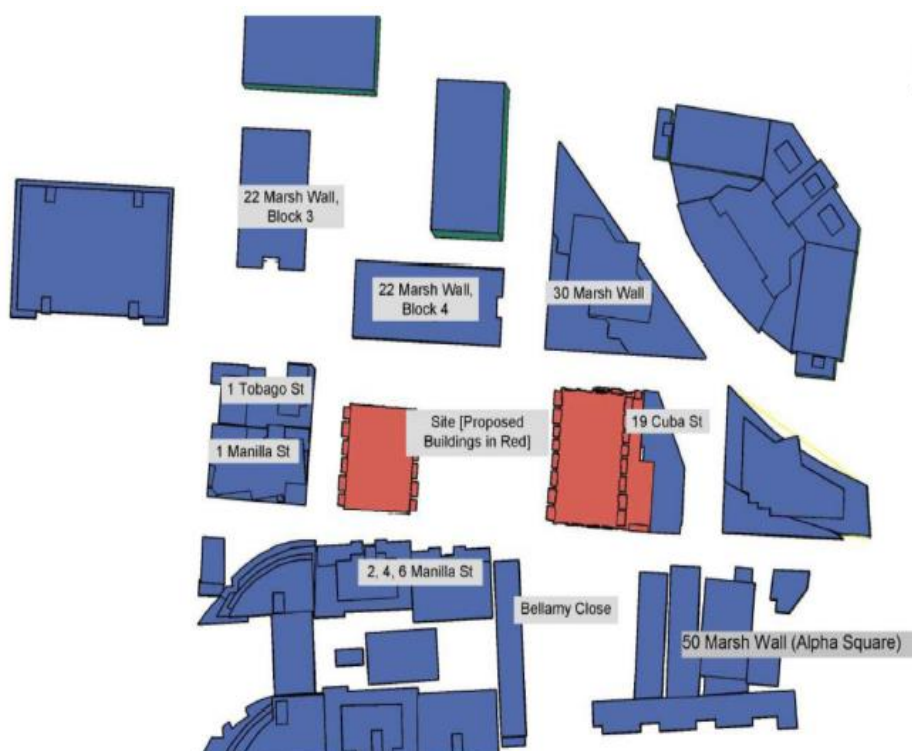 22 Marsh Wall,
Block 3
22 Marsh Wall,
Block 4
30 Marsh Wall
1 Tobago St
Site [Proposed
Buildings in Red]
19 Cuba St
1 Manilla St
2, 4, 6 Manilla St
Bellamy Close
50 Marsh Wall (Alpha Square)